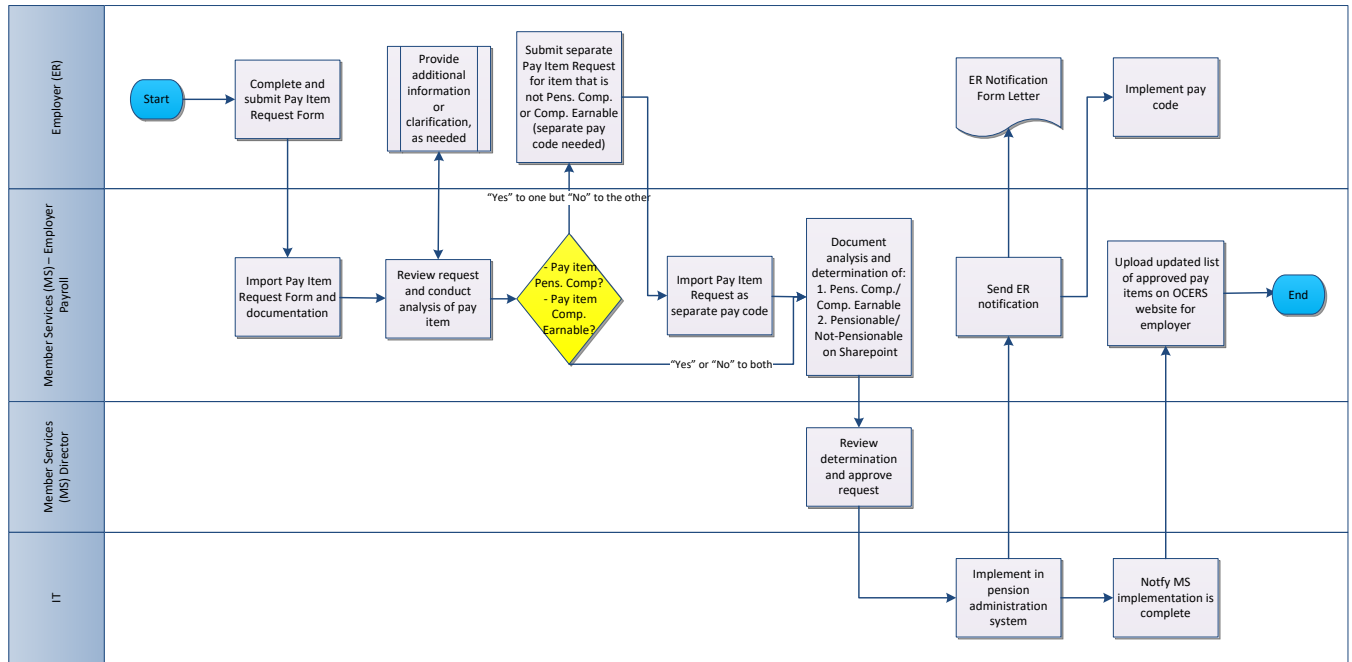 Employer (ER)
Start
Complete and
submit Pay Item
Request Form
Provide
additional
information
or
clarification,
as needed
Submit separate
Pay Item Request
for item that is
not Pens. Comp.
or Comp. Earnable
(separate pay
code needed)
ER Notification
Form Letter
Implement pay
code
Member Services (MS) – Employer
Payroll
"Yes" to one but "No" to the other
Import Pay Item
Request Form and
documentation
Review request
and conduct
analysis of pay
item
- Pay item
Pens. Comp?
- Pay item
Comp.
Earnable?
Import Pay Item
Request as
separate pay code
"Yes" or "No" to both
Document
analysis and
determination of:
1. Pens. Comp./
Comp. Earnable
2. Pensionable/
Not-Pensionable
on Sharepoint
Send ER
notification
Upload updated list
of approved pay
items on OCERS
website for
employer
End
Member Services
(MS) Director
Review
determination
and approve
request
IT
Implement in
pension
administration
system
Notfy MS
implementation is
complete